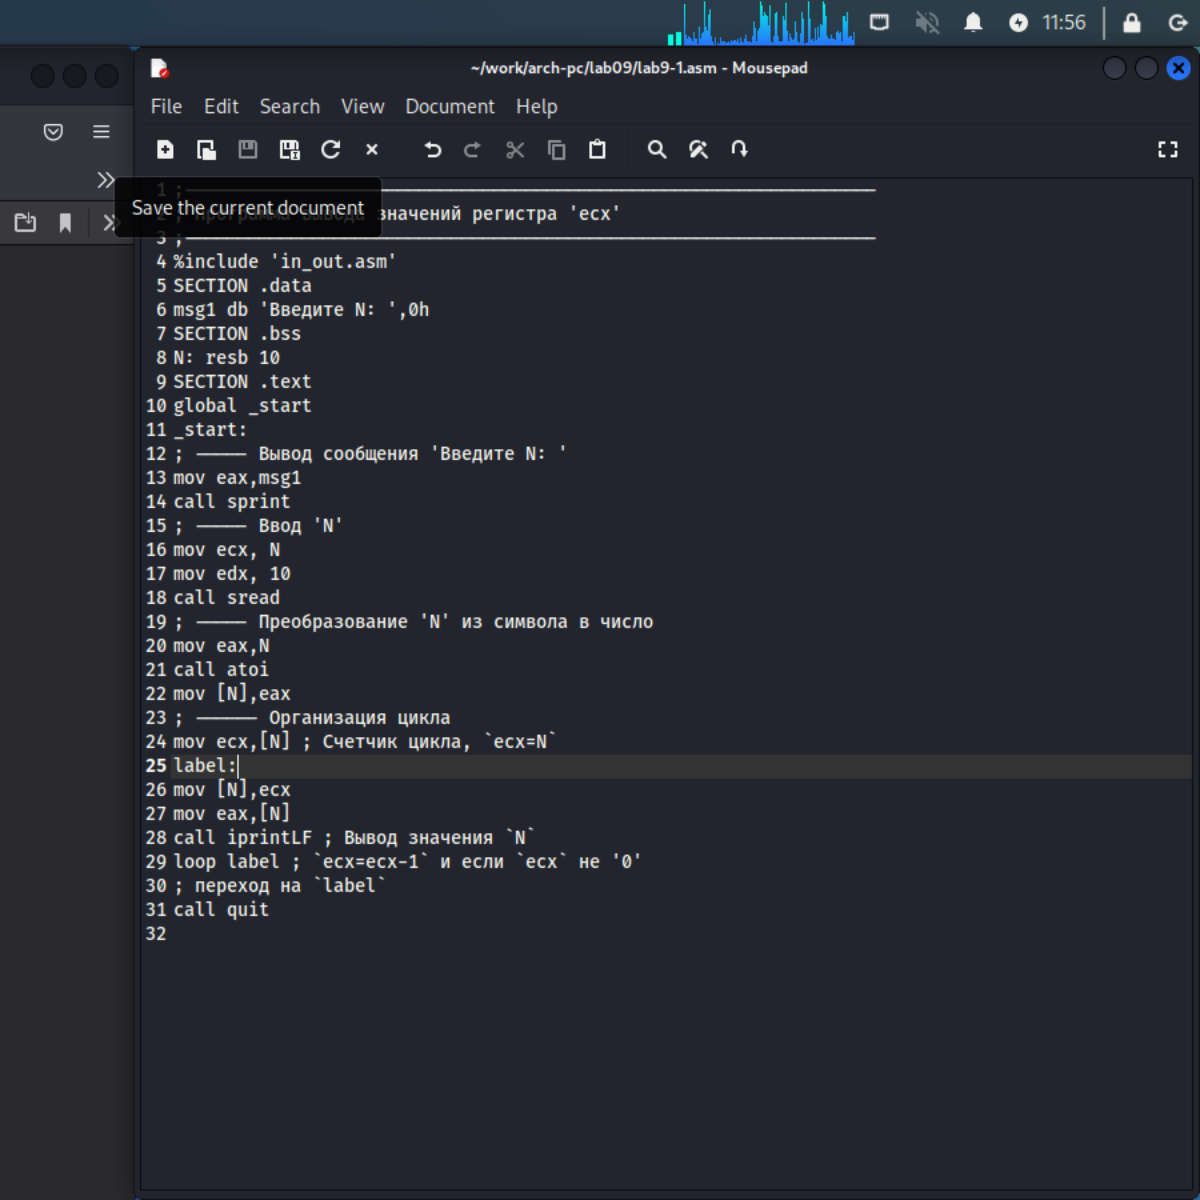 11:56
~/work/arch-pc/lab09/lab9-1.asm - Mousepad
File Edit Search View Document Help
Save the current document
1 ;————————————————————————————————
2 значений регистра 'ecx'
3 ;————————————————————————————————
4 %include 'in_out.asm'
5 SECTION .data
6 msg1 db 'Введите N: ',0h
7 SECTION .bss
8 N: resb 10
9 SECTION .text
10 global _start
11 _start:
12 ; ----- Вывод сообщения 'Введите N: '
13 mov eax,msg1
14 call sprint
15 ; ----- Ввод 'N'
16 mov ecx, N
17 mov edx, 10
18 call sread
19 ; ----- Преобразование 'N' из символа в число
20 mov eax,N
21 call atoi
22 mov [N],eax
23 ; ------ Организация цикла
24 mov ecx,[N] ; Счетчик цикла, `ecx=N`
25 label:
26 mov [N],ecx
27 mov eax,[N]
28 call iprintLF ; Вывод значения `N`
29 loop label ; `ecx=ecx-1` и если `ecx` не '0'
30 ; переход на `label`
31 call quit
32